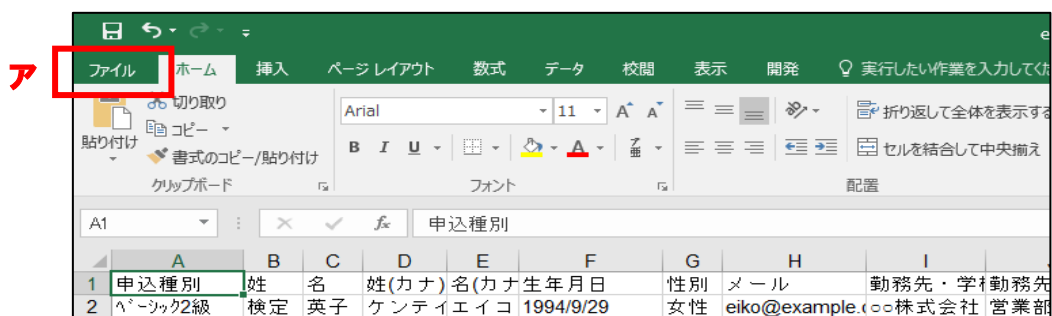 e
ア
ファイル ホーム 挿入 ページ レイアウト 数式 データ 校閲 表示 開発 実行したい作業を入力してくだ
切り取り
コピー
書式のコピー/貼り付け
貼り付け
クリップボード
Arial 11 A A
B I U A 亜
フォント
折り返して全体を表示する
セルを結合して中央揃え
配置
A1 fx 申込種別
A B C D E F G H I
1 申込種別 姓 名 姓(カナ) 名(カナ 生年月日 性別 メール 勤務先・学 勤務先
2 ベーシック2級 検定 英子 ケンテイ エイコ 1994/9/29 女性 eiko@example.c ○○株式会社 営業部